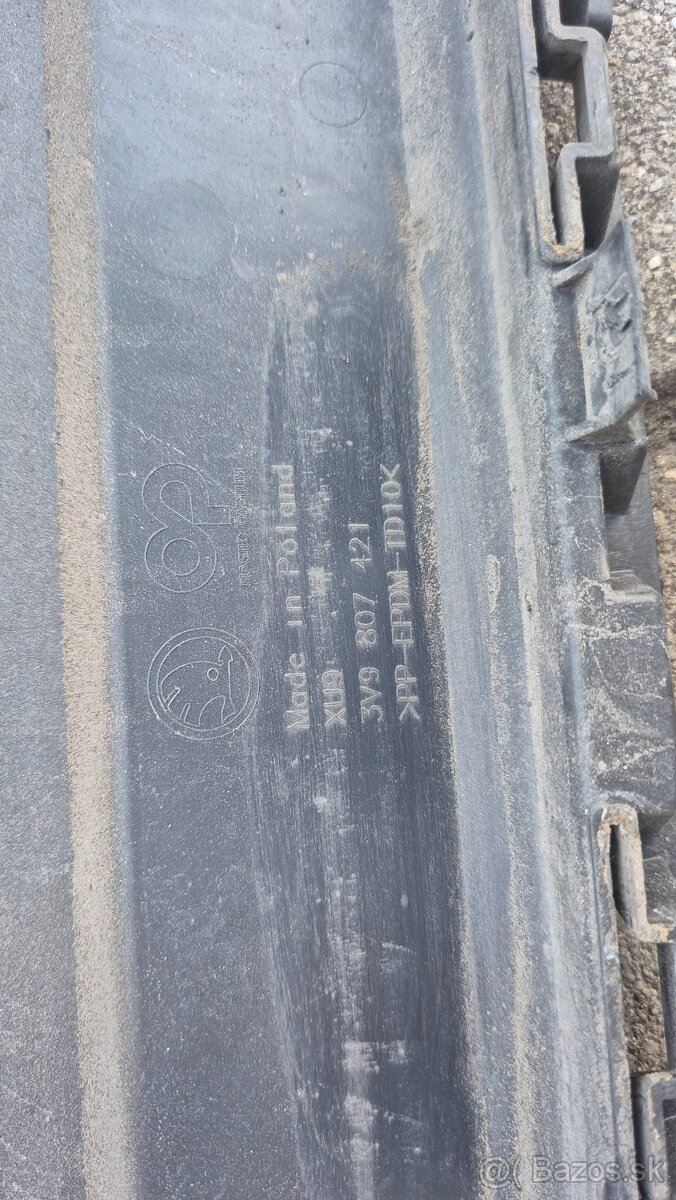 Made in Poland
XU9
3V9 807 421
>PP-EPDM-TD10<
Bazos.sk